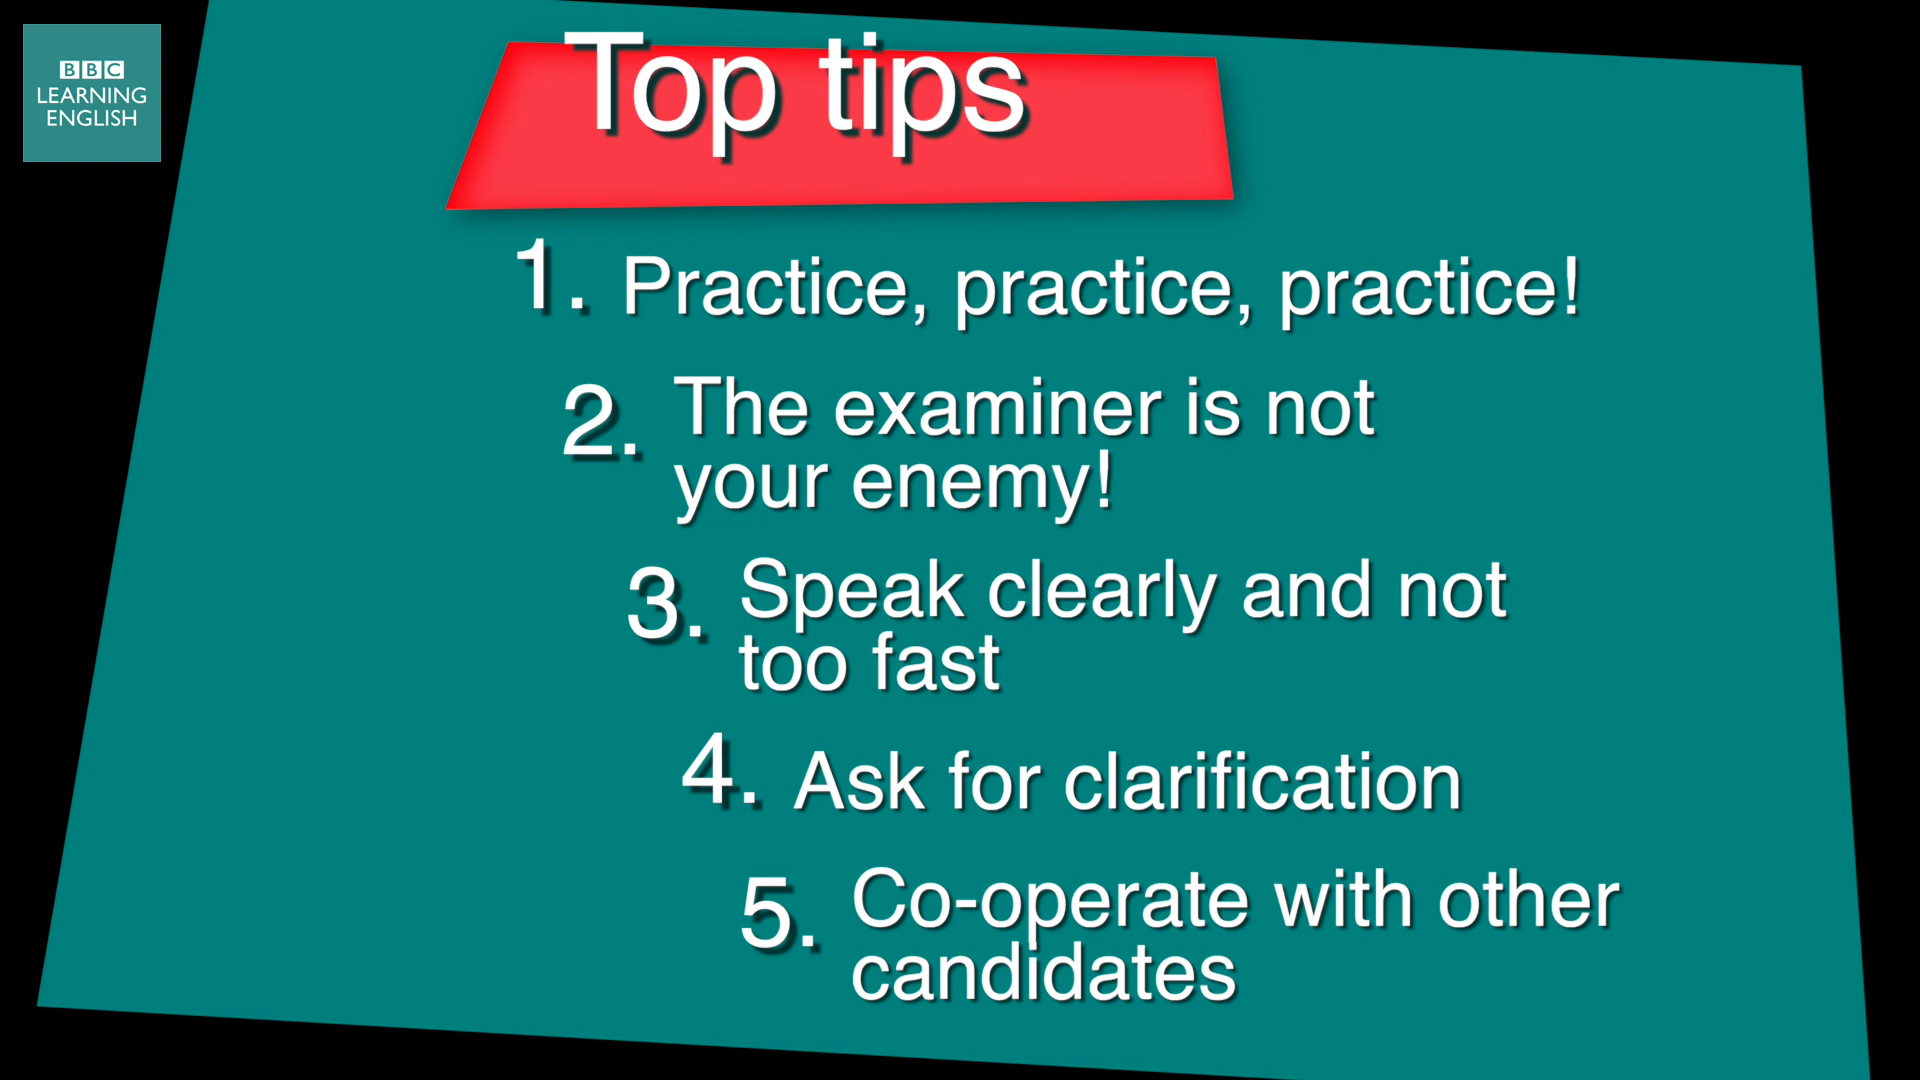 BBC
LEARNING
ENGLISH
Top tips
1. Practice, practice, practice!
2. The examiner is not
your enemy!
3. Speak clearly and not
too fast
4. Ask for clarification
5. Co-operate with other
candidates